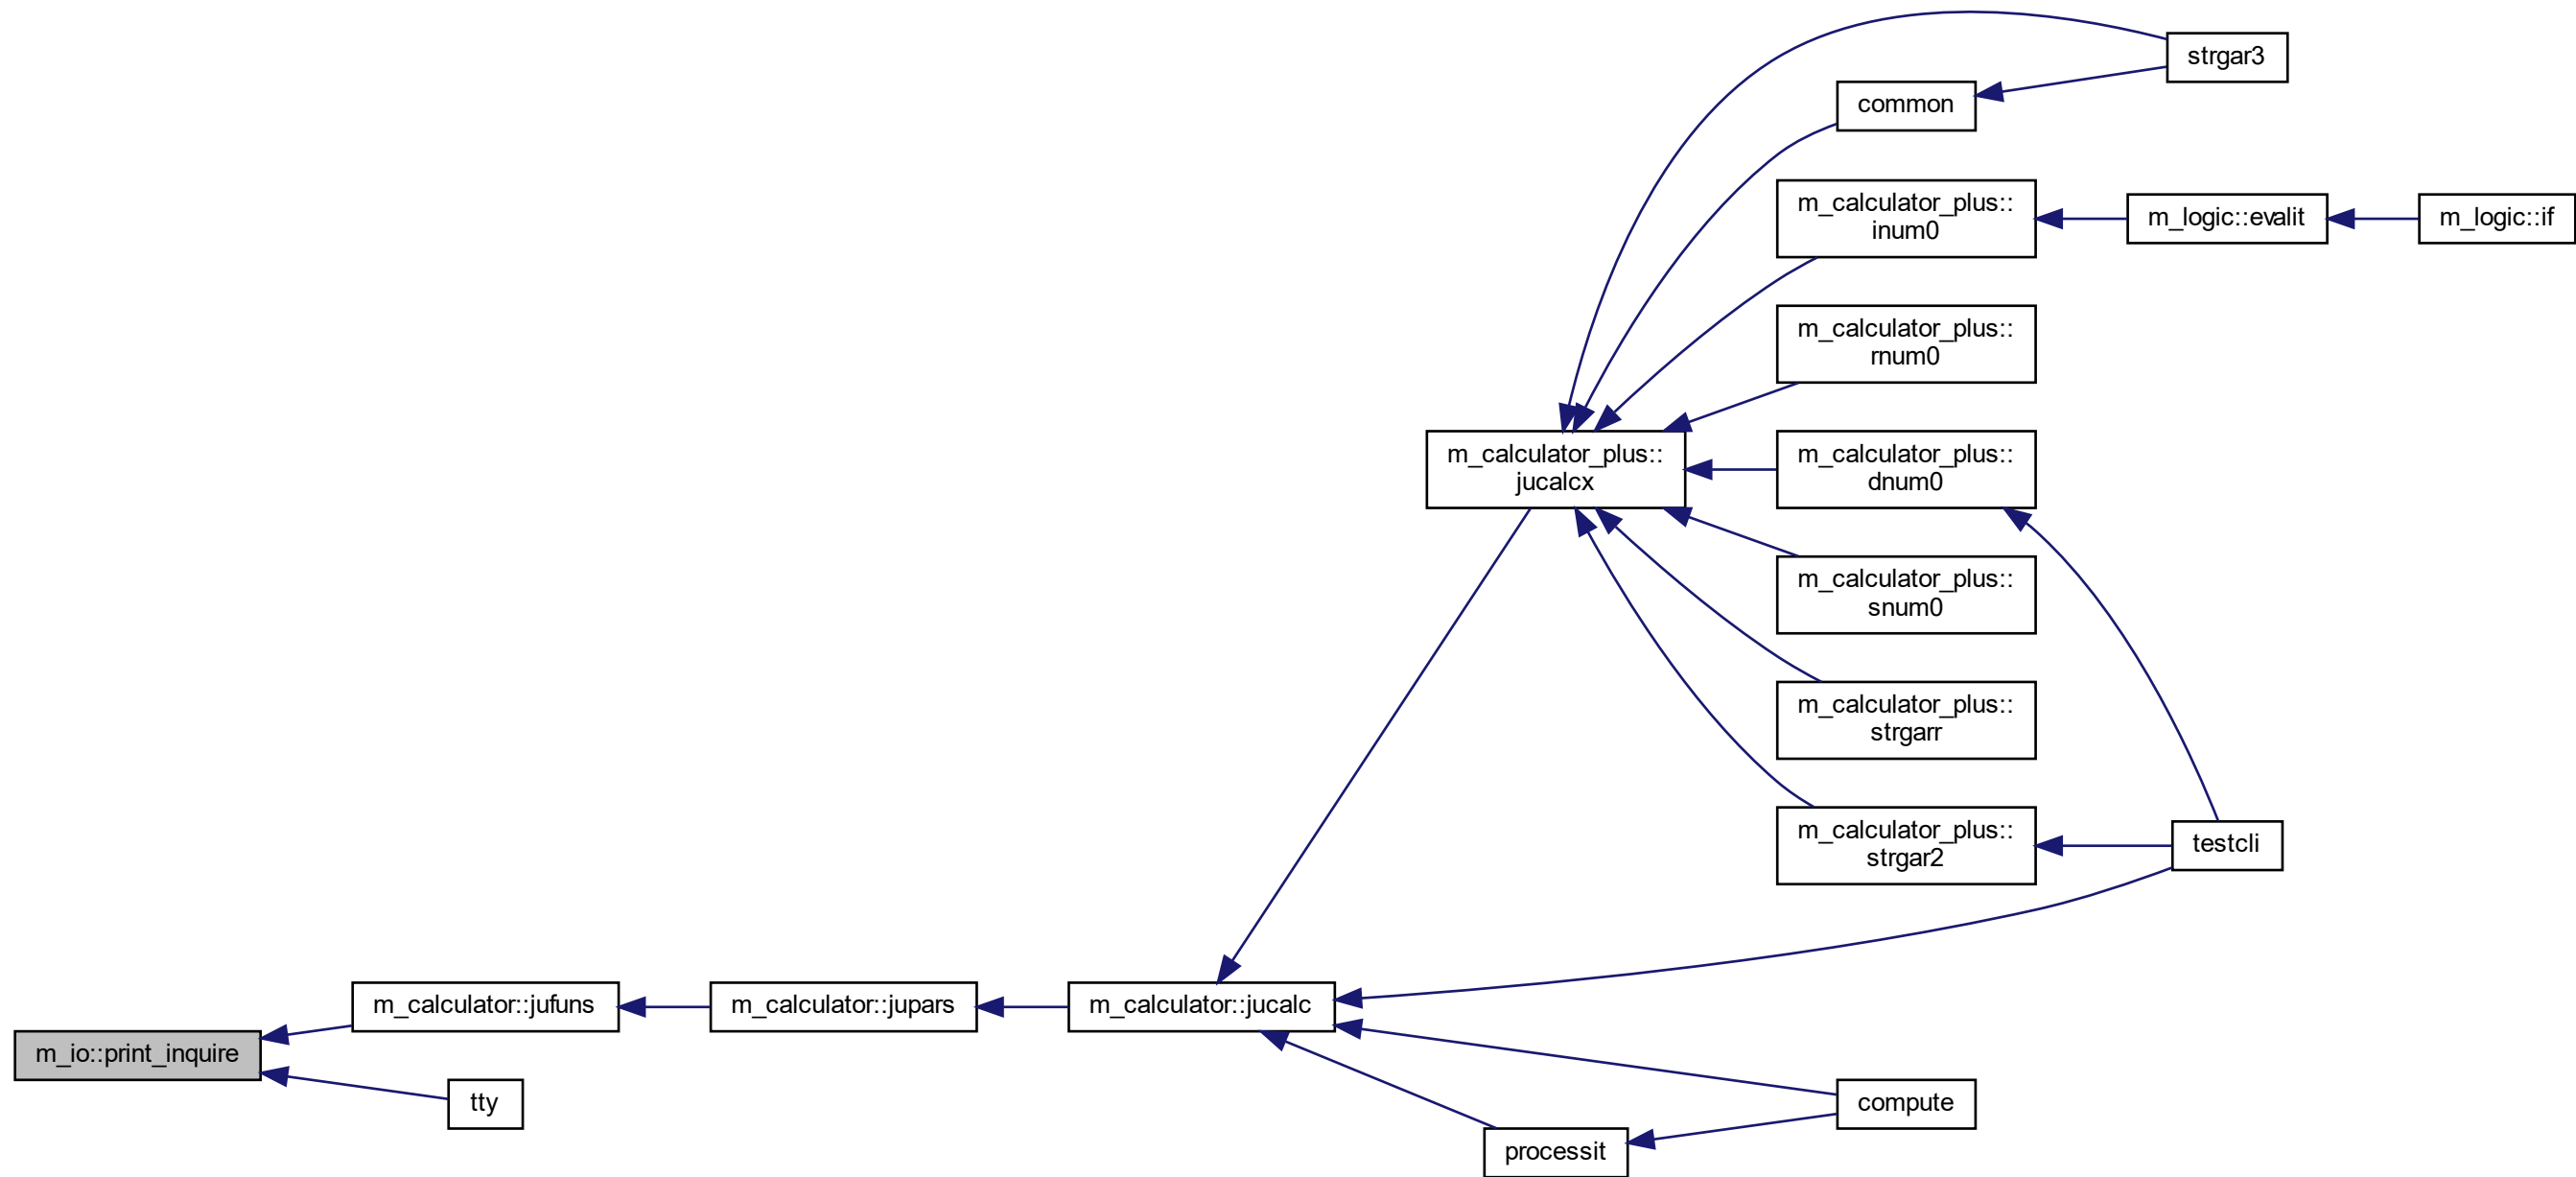 strgar3
common
m_calculator_plus::
inum0
m_logic::evalit
m_logic::if
m_calculator_plus::
rnum0
m_calculator_plus::
jucalcx
m_calculator_plus::
dnum0
m_calculator_plus::
snum0
m_calculator_plus::
strgarr
m_calculator_plus::
strgar2
testcli
m_calculator::jufuns
m_calculator::jupars
m_calculator::jucalc
m_io::print_inquire
tty
compute
processit